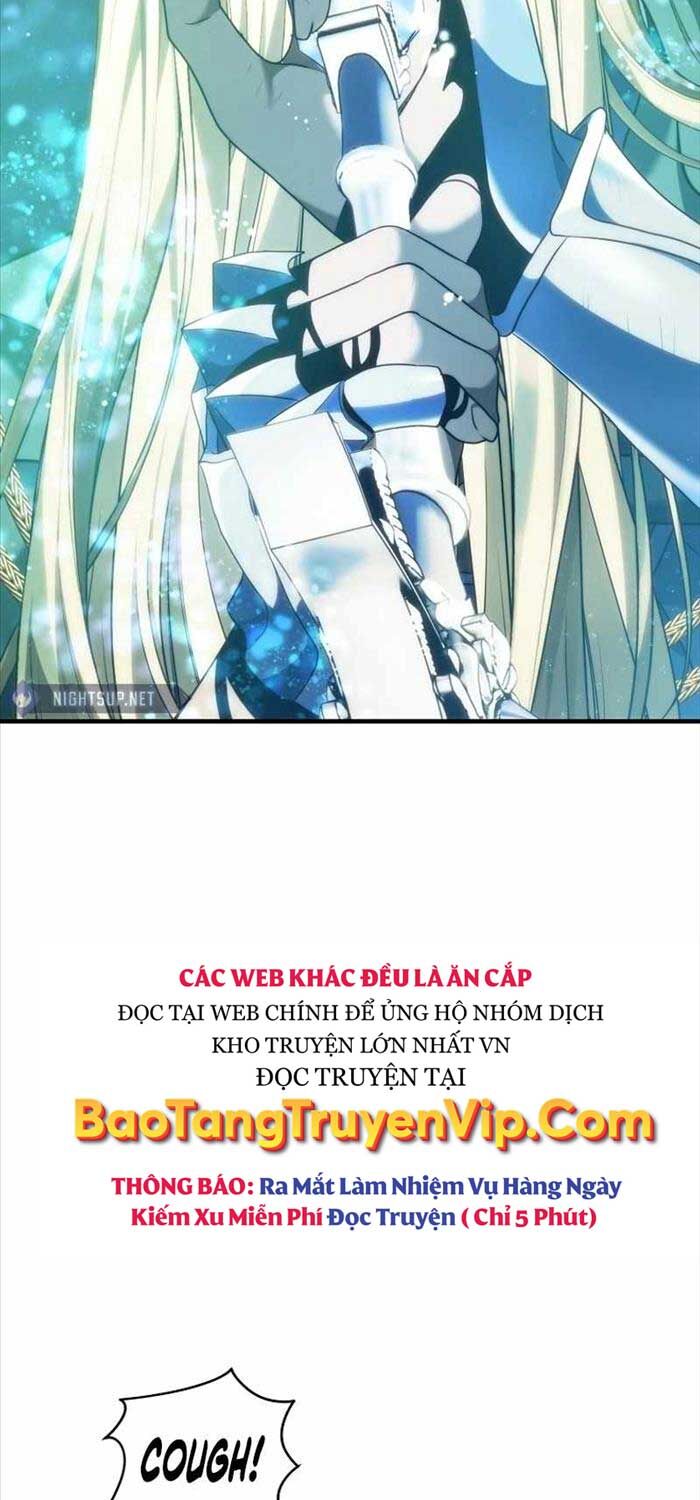 NIGHTSUP.NET
CÁC WEB KHÁC ĐỀU LÀ ĂN CẮP
ĐỌC TẠI WEB CHÍNH ĐỂ ỦNG HỘ NHÓM DỊCH
KHO TRUYỆN LỚN NHẤT VN
ĐỌC TRUYỆN TẠI
BaoTangTruyenVip.Com
THÔNG BÁO: Ra Mắt Làm Nhiệm Vụ Hàng Ngày
Kiếm Xu Miễn Phí Đọc Truyện ( Chỉ 5 Phút)
COUGH!